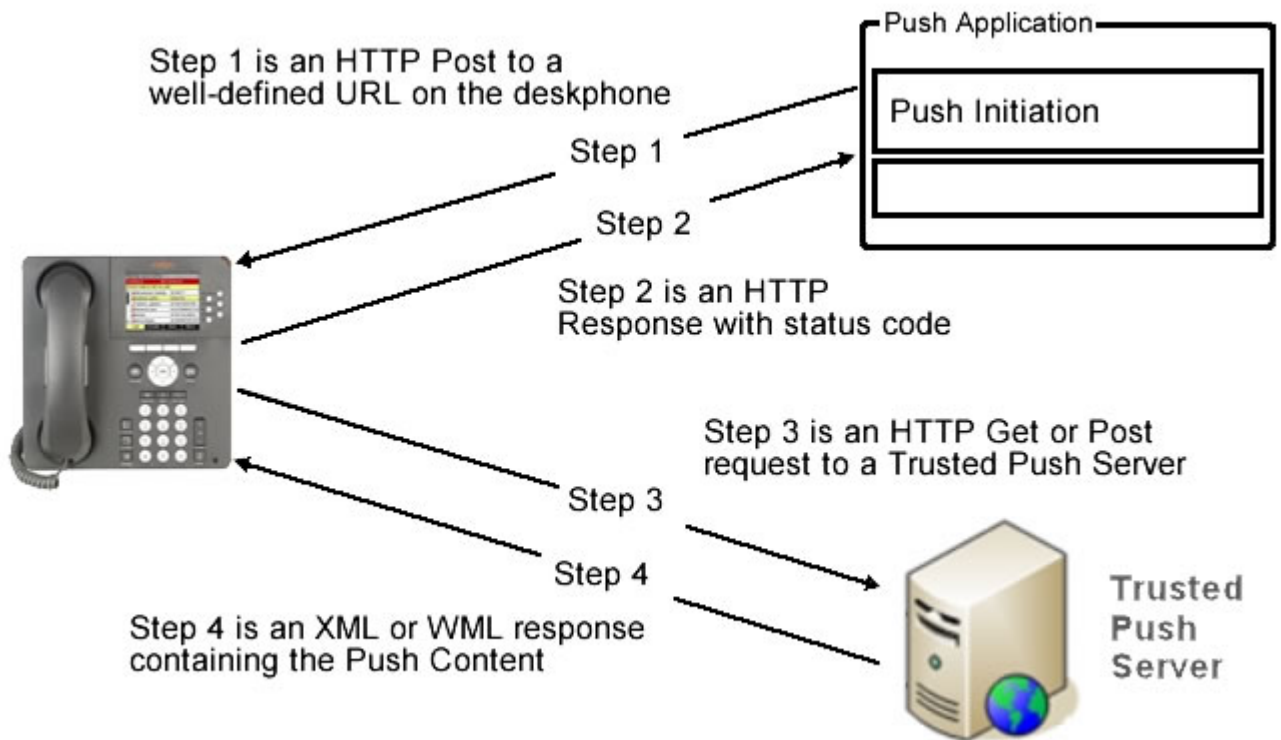 Push Application
Step 1 is an HTTP Post to a
well-defined URL on the deskphone
Push Initiation
Step 1
Step 2
Step 2 is an HTTP
Response with status code
Step 3 is an HTTP Get or Post
request to a Trusted Push Server
Step 3
Step 4
Trusted
Push
Server
Step 4 is an XML or WML response
containing the Push Content